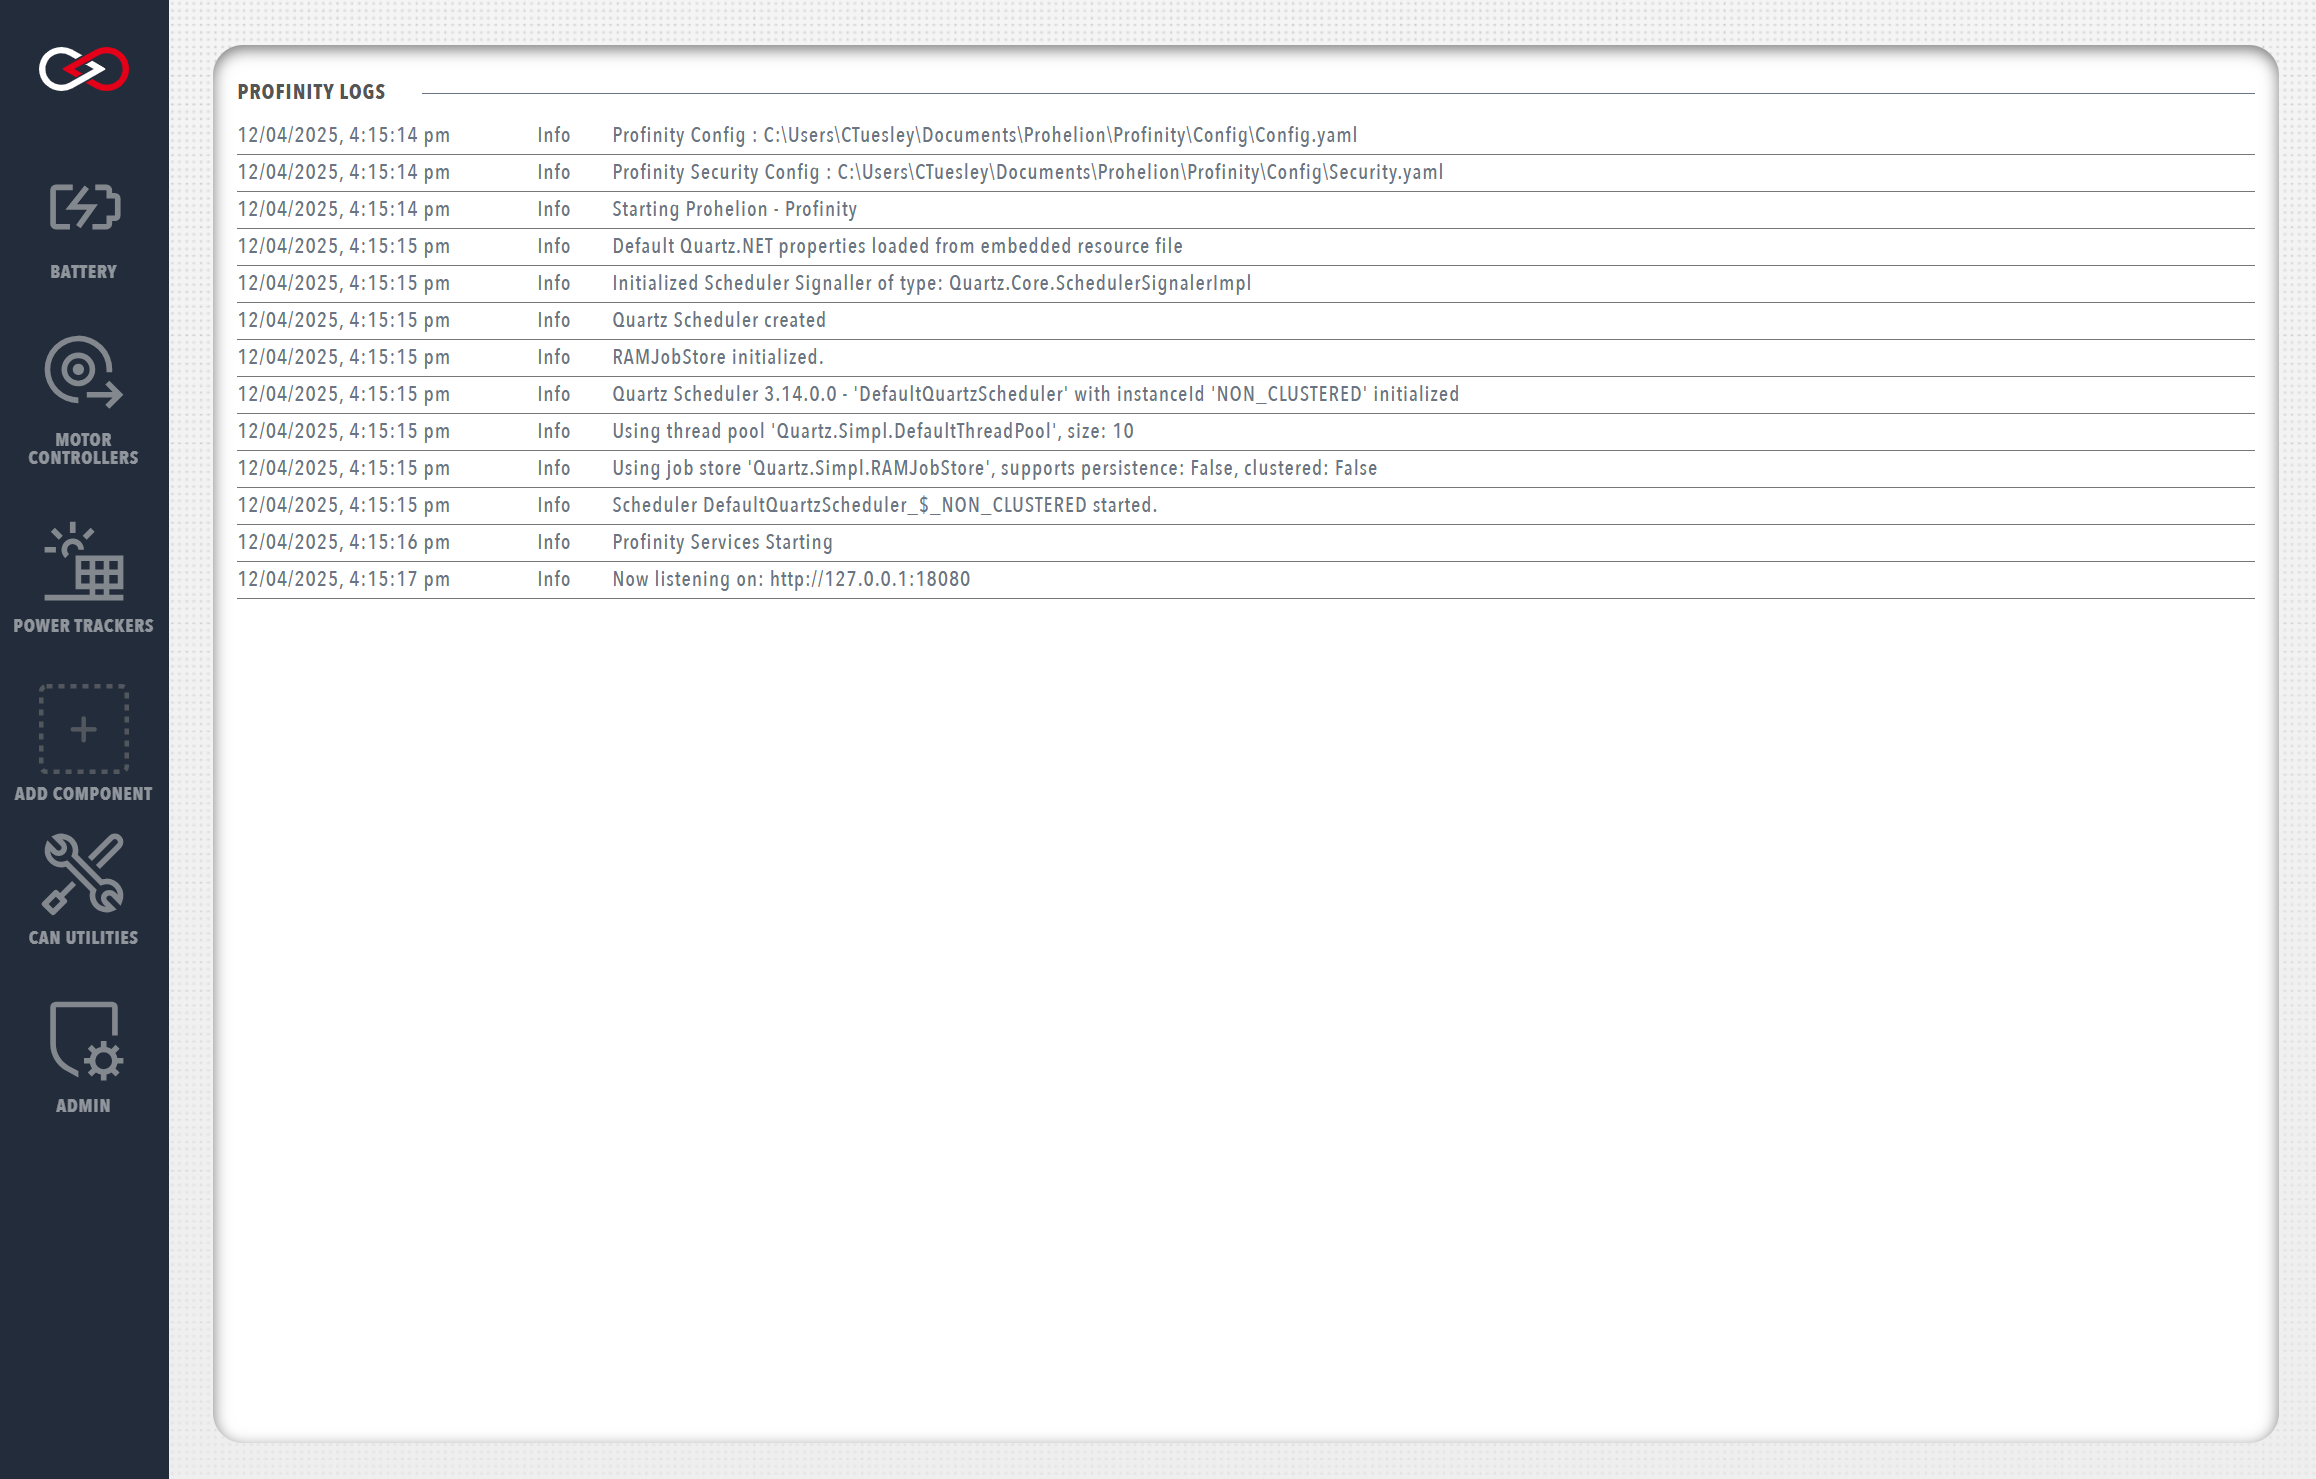 BATTERY
MOTOR
CONTROLLERS
POWER TRACKERS
ADD COMPONENT
CAN UTILITIES
ADMIN
PROFINITY LOGS
12/04/2025, 4:15:14 pm Info Profinity Config : C:\Users\CTuesley\Documents\Prohelion\Profinity\Config\Config.yaml
12/04/2025, 4:15:14 pm Info Profinity Security Config : C:\Users\CTuesley\Documents\Prohelion\Profinity\Config\Security.yaml
12/04/2025, 4:15:14 pm Info Starting Prohelion - Profinity
12/04/2025, 4:15:15 pm Info Default Quartz.NET properties loaded from embedded resource file
12/04/2025, 4:15:15 pm Info Initialized Scheduler Signaller of type: Quartz.Core.SchedulerSignalerImpl
12/04/2025, 4:15:15 pm Info Quartz Scheduler created
12/04/2025, 4:15:15 pm Info RAMJobStore initialized.
12/04/2025, 4:15:15 pm Info Quartz Scheduler 3.14.0.0 - 'DefaultQuartzScheduler' with instanceId 'NON_CLUSTERED' initialized
12/04/2025, 4:15:15 pm Info Using thread pool 'Quartz.Simpl.DefaultThreadPool', size: 10
12/04/2025, 4:15:15 pm Info Using job store 'Quartz.Simpl.RAMJobStore', supports persistence: False, clustered: False
12/04/2025, 4:15:15 pm Info Scheduler DefaultQuartzScheduler_$_NON_CLUSTERED started.
12/04/2025, 4:15:16 pm Info Profinity Services Starting
12/04/2025, 4:15:17 pm Info Now listening on: http://127.0.0.1:18080